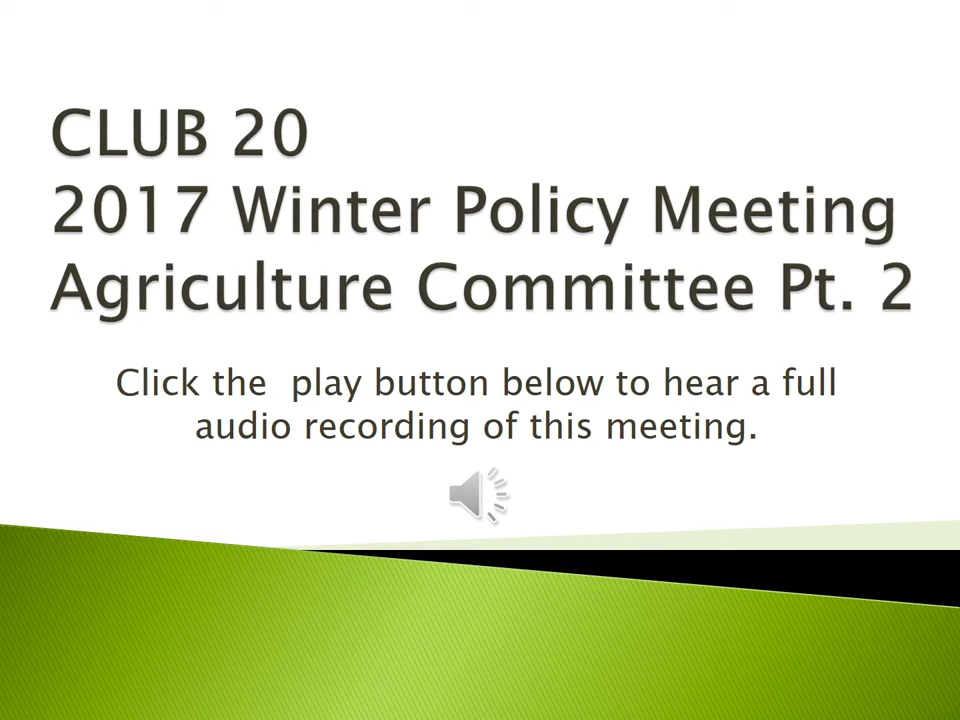 CLUB 20
2017 Winter Policy Meeting
Agriculture Committee Pt. 2
Click the  play button below to hear a full
audio recording of this meeting.